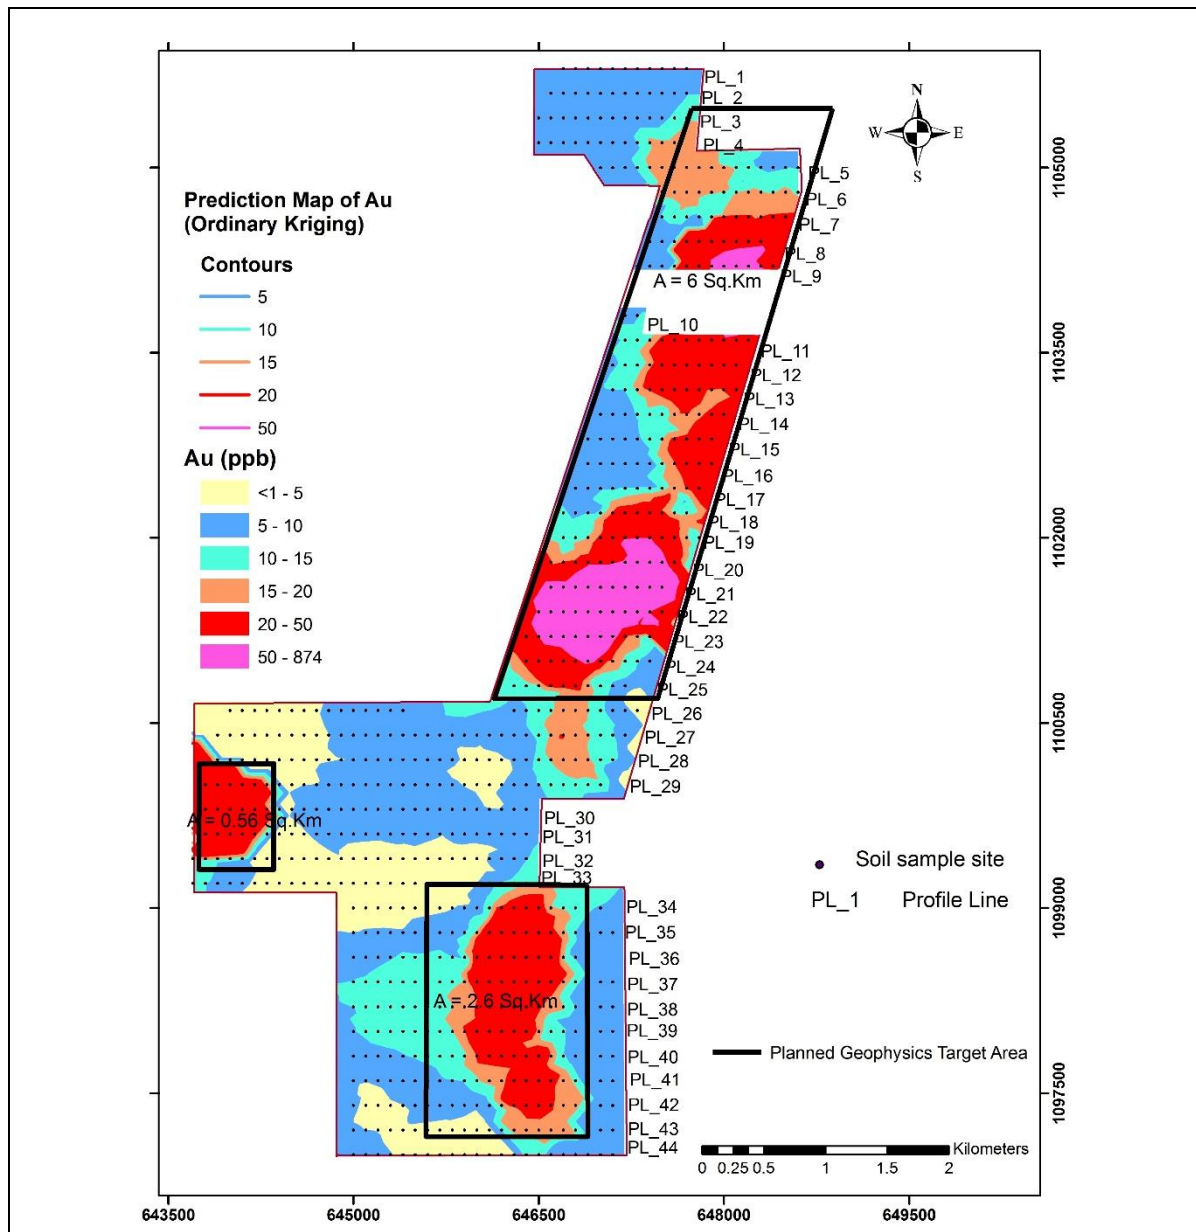 N
W E
S
Prediction Map of Au
(Ordinary Kriging)
Contours
5
10
15
20
50
Au (ppb)
<1 - 5
5 - 10
10 - 15
15 - 20
20 - 50
50 - 874
PL_1
PL_2
PL_3
PL_4
PL_5
PL_6
PL_7
PL_8
PL_9
A = 6 Sq.Km
PL_10
PL_11
PL_12
PL_13
PL_14
PL_15
PL_16
PL_17
PL_18
PL_19
PL_20
PL_21
PL_22
PL_23
PL_24
PL_25
PL_26
PL_27
PL_28
PL_29
PL_30
A = 0.56 Sq.Km
PL_31
PL_32
PL_33
PL_34
PL_35
PL_36
PL_37
A = 2.6 Sq.Km
PL_38
PL_39
PL_40
PL_41
PL_42
PL_43
PL_44
Soil sample site
PL_1 Profile Line
Planned Geophysics Target Area
Kilometers
0 0.25 0.5 1 1.5 2
1105000
1103500
1102000
1100500
1099000
1097500
643500 645000 646500 648000 649500